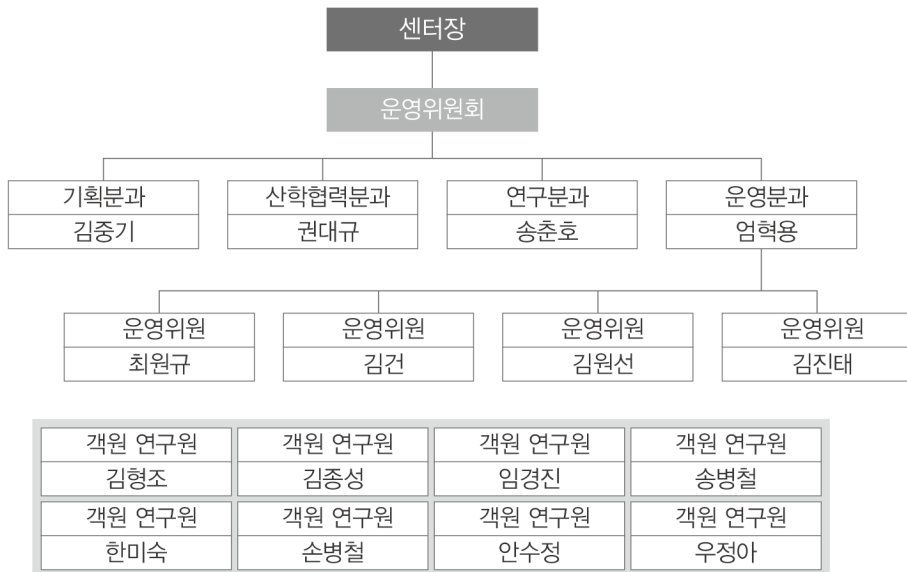 센터장
운영위원회
기획분과 산학협력분과 연구분과 운영분과
김중기 권대규 송춘호 엄혁용
운영위원 운영위원 운영위원 운영위원
최원규 김건 김원선 김진태
객원 연구원 객원 연구원 객원 연구원 객원 연구원
김형조 김종성 임경진 송병철
객원 연구원 객원 연구원 객원 연구원 객원 연구원
한미숙 손병철 안수정 우정아